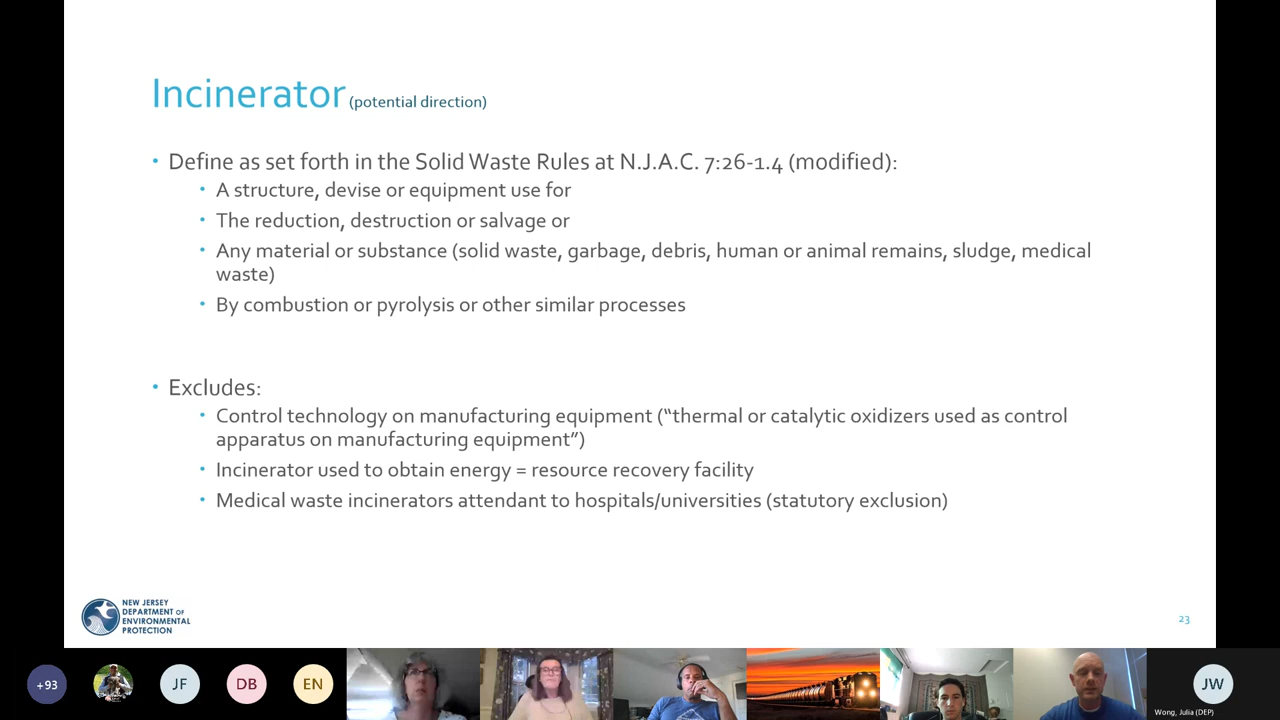 Incinerator (potential direction)
• Define as set forth in the Solid Waste Rules at N.J.A.C. 7:26-1.4 (modified):
• A structure, devise or equipment use for
• The reduction, destruction or salvage or
• Any material or substance (solid waste, garbage, debris, human or animal remains, sludge, medical
waste)
• By combustion or pyrolysis or other similar processes
• Excludes:
• Control technology on manufacturing equipment (“thermal or catalytic oxidizers used as control
apparatus on manufacturing equipment”)
• Incinerator used to obtain energy = resource recovery facility
• Medical waste incinerators attendant to hospitals/universities (statutory exclusion)
NEW JERSEY
DEPARTMENT OF
ENVIRONMENTAL
PROTECTION
23
+93
JF
DB
EN
JW
Wong, Julia (DEP)